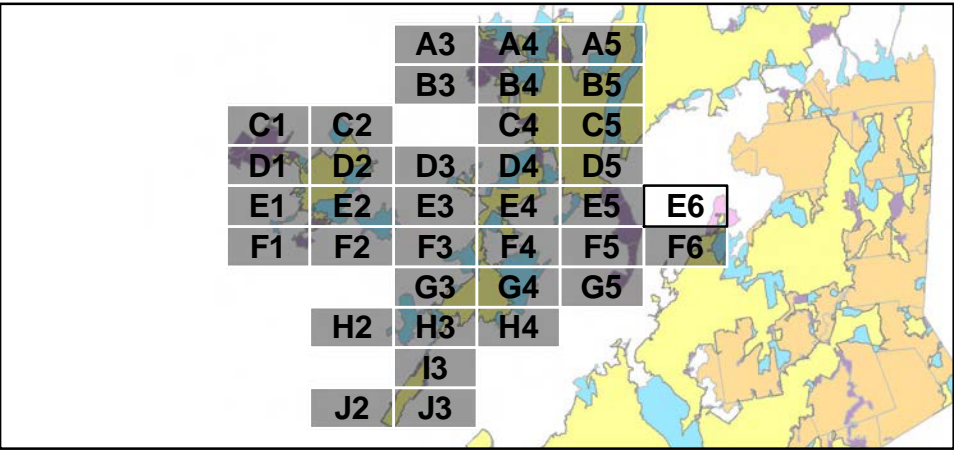 A3 A4 A5
B3 B4 B5
C1 C2 C4 C5
D1 D2 D3 D4 D5
E1 E2 E3 E4 E5 E6
F1 F2 F3 F4 F5 F6
G3 G4 G5
H2 H3 H4
I3
J2 J3